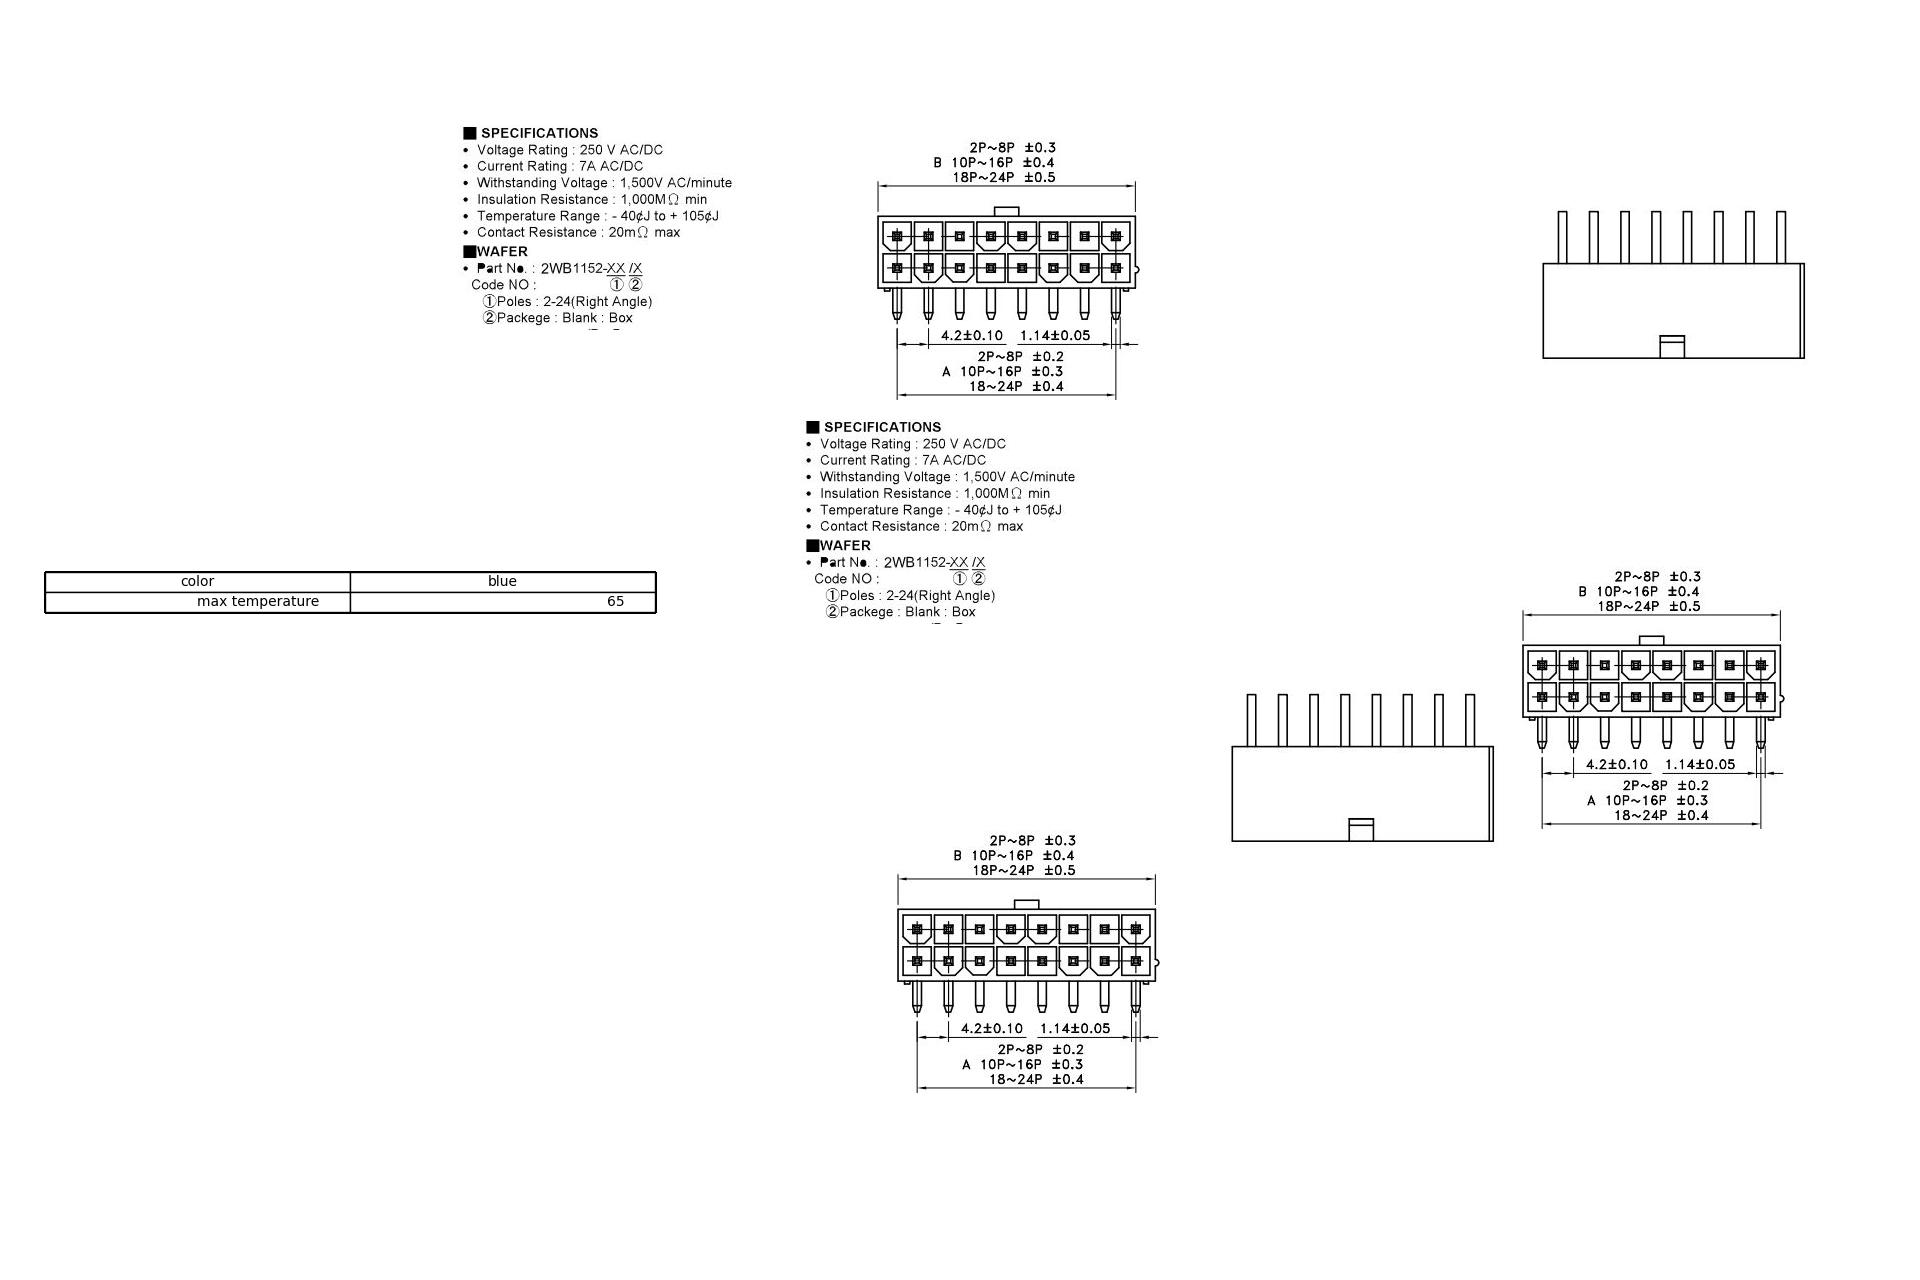 ■ SPECIFICATIONS
• Voltage Rating : 250 V AC/DC
• Current Rating : 7A AC/DC
• Withstanding Voltage : 1,500V AC/minute
• Insulation Resistance : 1,000MΩ min
• Temperature Range : - 40¢J to + 105¢J
• Contact Resistance : 20mΩ max
■WAFER
• Part No. : 2WB1152-XX /X
Code NO : ① ②
①Poles : 2-24(Right Angle)
②Packege : Blank : Box
2P~8P ±0.3
B 10P~16P ±0.4
18P~24P ±0.5
4.2±0.10 1.14±0.05
2P~8P ±0.2
A 10P~16P ±0.3
18~24P ±0.4
■ SPECIFICATIONS
• Voltage Rating : 250 V AC/DC
• Current Rating : 7A AC/DC
• Withstanding Voltage : 1,500V AC/minute
• Insulation Resistance : 1,000MΩ min
• Temperature Range : - 40¢J to + 105¢J
• Contact Resistance : 20mΩ max
■WAFER
• Part No. : 2WB1152-XX /X
Code NO : ① ②
①Poles : 2-24(Right Angle)
②Packege : Blank : Box
color blue
max temperature 65
2P~8P ±0.3
B 10P~16P ±0.4
18P~24P ±0.5
4.2±0.10 1.14±0.05
2P~8P ±0.2
A 10P~16P ±0.3
18~24P ±0.4
2P~8P ±0.3
B 10P~16P ±0.4
18P~24P ±0.5
4.2±0.10 1.14±0.05
2P~8P ±0.2
A 10P~16P ±0.3
18~24P ±0.4